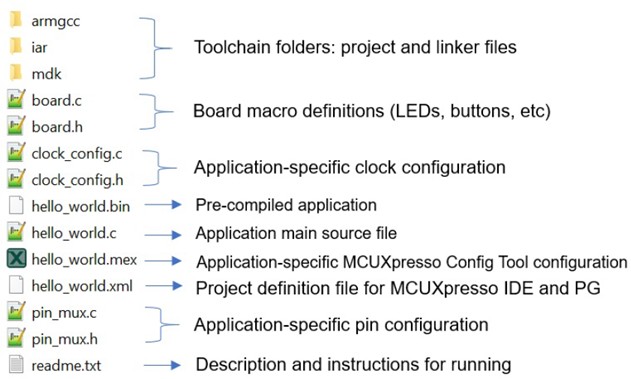 armgcc
iar
mdk
Toolchain folders: project and linker files
board.c
board.h
Board macro definitions (LEDs, buttons, etc)
clock_config.c
clock_config.h
Application-specific clock configuration
hello_world.bin Pre-compiled application
hello_world.c Application main source file
hello_world.mex Application-specific MCUXpresso Config Tool configuration
hello_world.xml Project definition file for MCUXpresso IDE and PG
pin_mux.c
pin_mux.h
Application-specific pin configuration
readme.txt Description and instructions for running